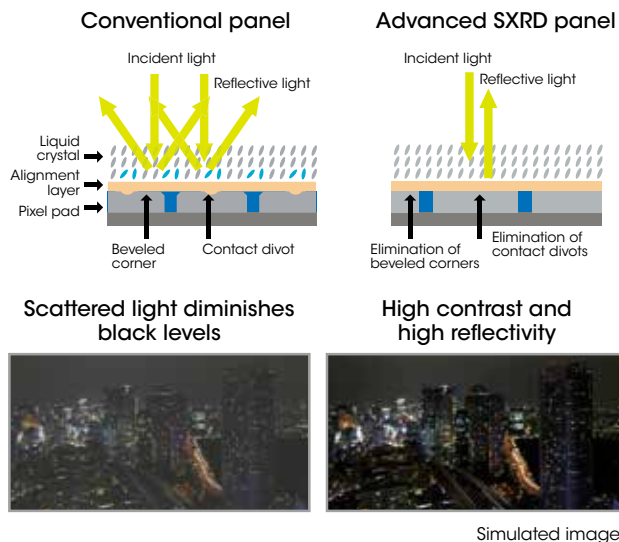 Conventional panel
Incident light
Reflective light
Liquid
crystal
Alignment
layer
Pixel pad
Beveled
corner
Contact divot
Scattered light diminishes
black levels
Advanced SXRD panel
Incident light
Reflective light
Elimination of
beveled corners
Elimination of
contact divots
High contrast and
high reflectivity
Simulated image